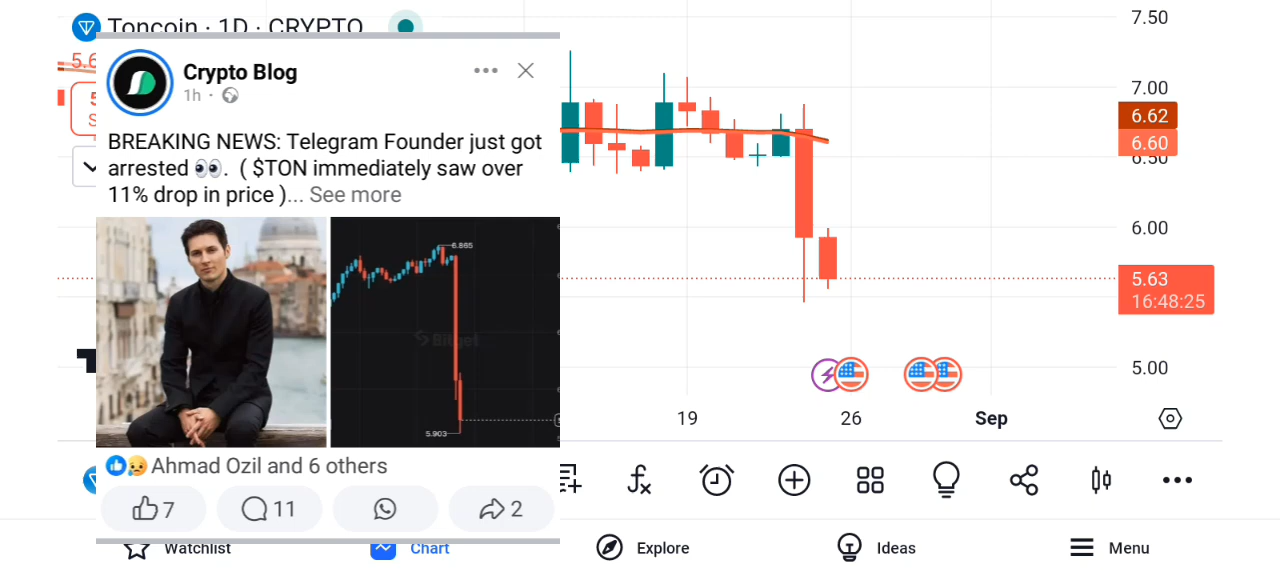 Toncoin · 1D · CRYPTO
5.6
Crypto Blog
1h ·
BREAKING NEWS: Telegram Founder just got
arrested 👀. ( $TON immediately saw over
11% drop in price )... See more
6.865
Bitget
5.903
Ahmad Ozil and 6 others
7
11
2
7.50
7.00
6.62
6.60
6.50
6.00
5.63
16:48:25
5.00
19
26
Sep
Watchlist
Chart
Explore
Ideas
Menu